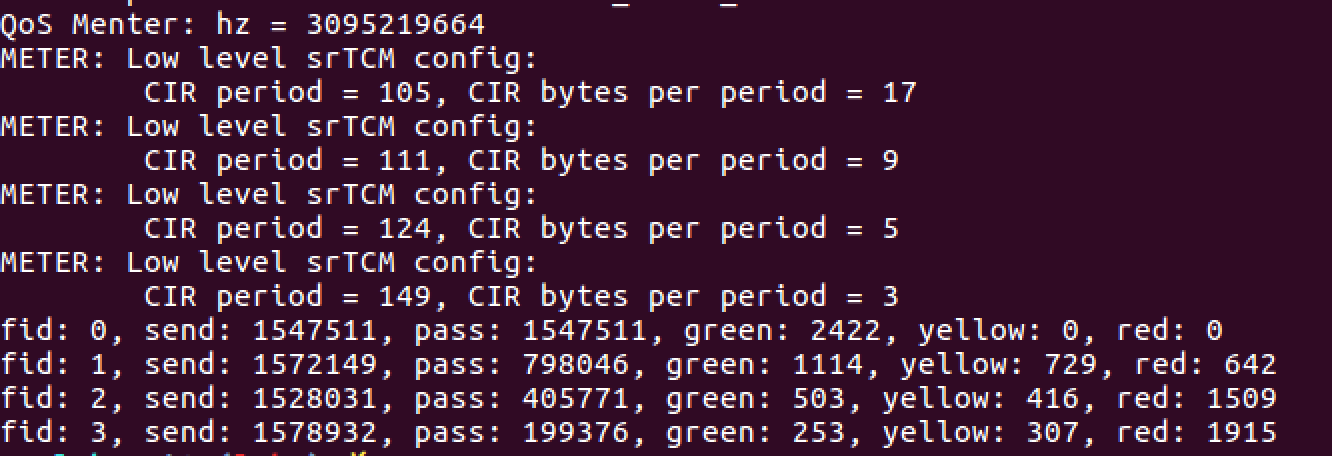 QoS Menter: hz = 3095219664
METER: Low level srTCM config:
CIR period = 105, CIR bytes per period = 17
METER: Low level srTCM config:
CIR period = 111, CIR bytes per period = 9
METER: Low level srTCM config:
CIR period = 124, CIR bytes per period = 5
METER: Low level srTCM config:
CIR period = 149, CIR bytes per period = 3
fid: 0, send: 1547511, pass: 1547511, green: 2422, yellow: 0, red: 0
fid: 1, send: 1572149, pass: 798046, green: 1114, yellow: 729, red: 642
fid: 2, send: 1528031, pass: 405771, green: 503, yellow: 416, red: 1509
fid: 3, send: 1578932, pass: 199376, green: 253, yellow: 307, red: 1915